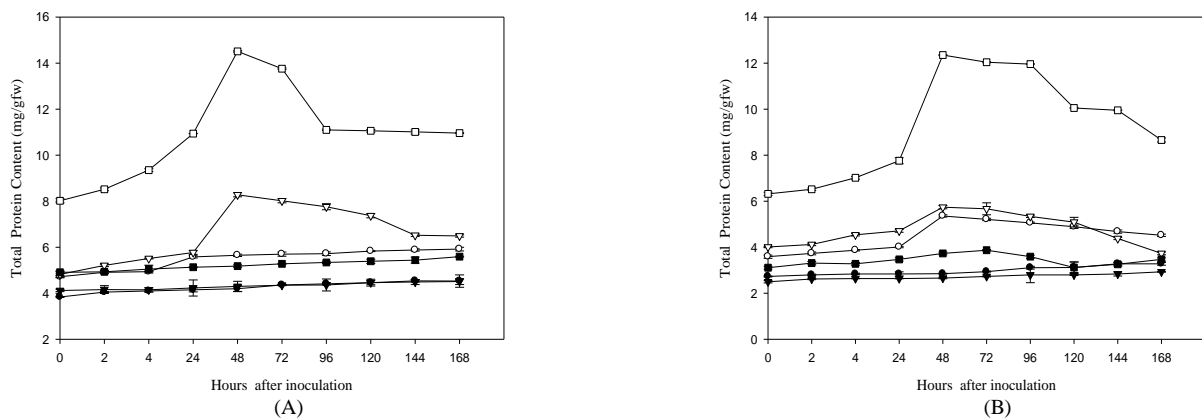 16
14
12
10
8
6
4
2
Total Protein Content (mg/gfw)
0 2 4 24 48 72 96 120 144 168
Hours after inoculation
(A)
14
12
10
8
6
4
2
0
Total Protein Content (mg/gfw)
0 2 4 24 48 72 96 120 144 168
Hours after inoculation
(B)